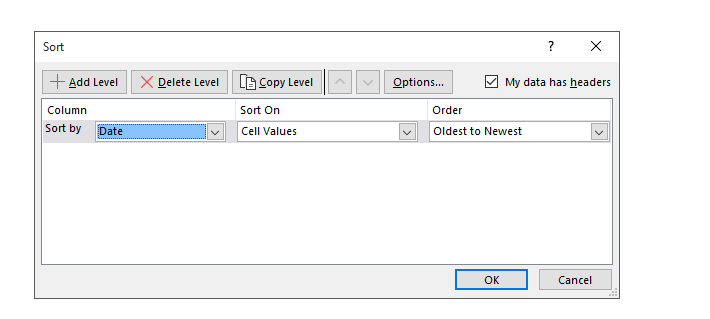 Sort ?
Add Level Delete Level Copy Level Options... My data has headers
Column Sort On Order
Sort by Date Cell Values Oldest to Newest
OK Cancel